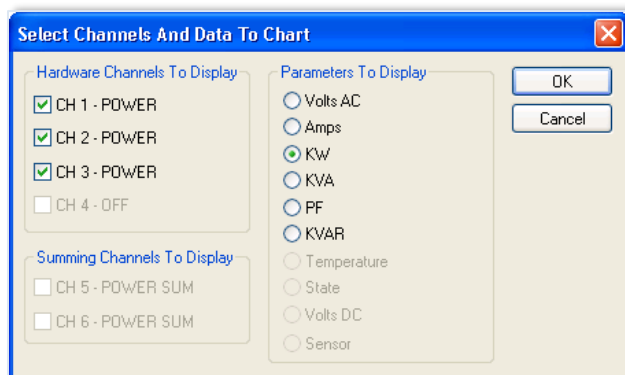 Select Channels And Data To Chart
Hardware Channels To Display
CH 1 - POWER
CH 2 - POWER
CH 3 - POWER
CH 4 - OFF
Summing Channels To Display
CH 5 - POWER SUM
CH 6 - POWER SUM
Parameters To Display
Volts AC
Amps
KW
KVA
PF
KVAR
Temperature
State
Volts DC
Sensor
OK
Cancel